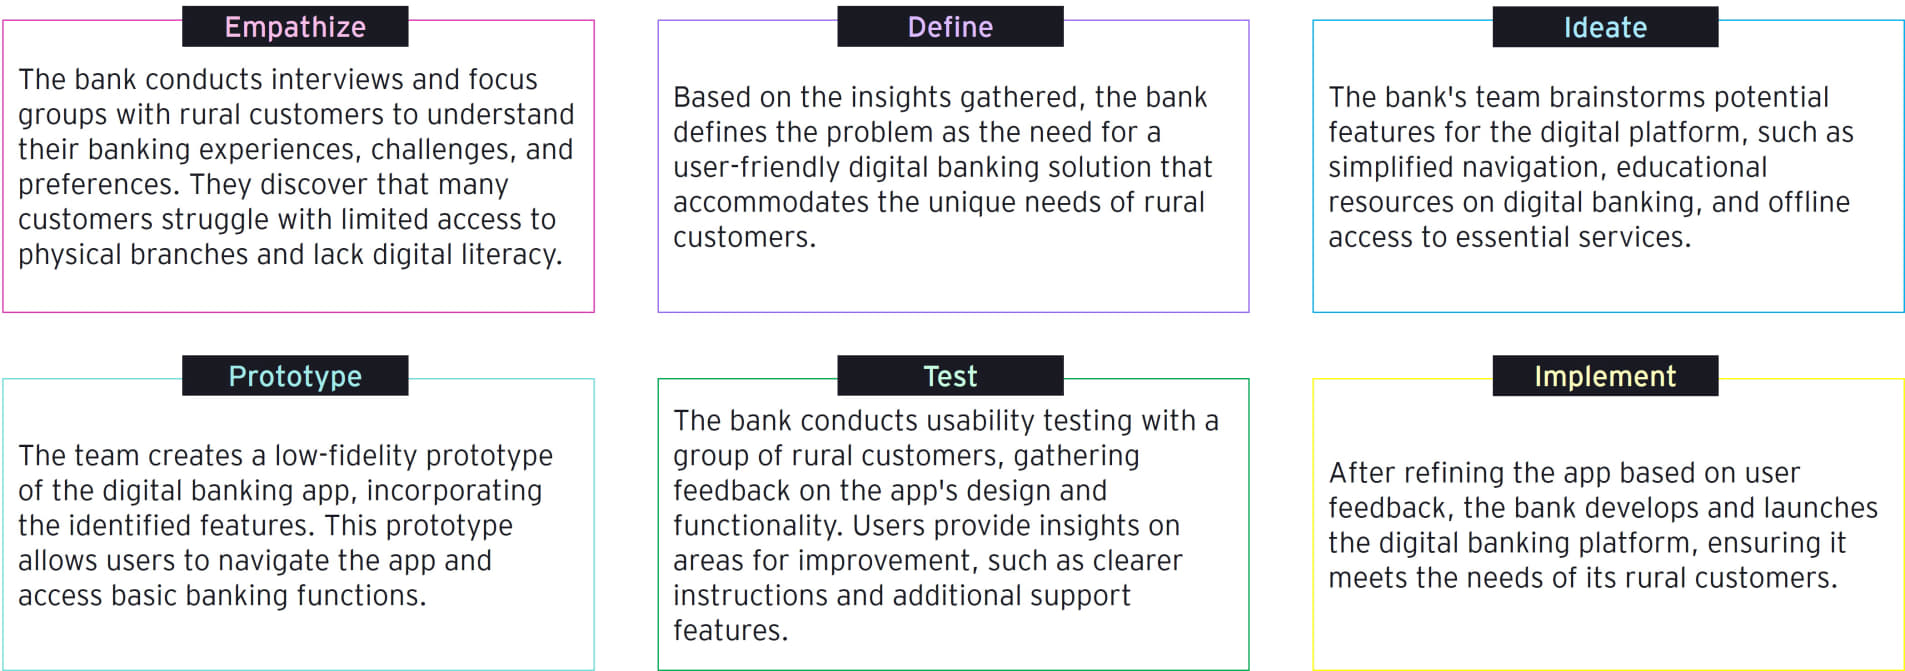 Empathize
The bank conducts interviews and focus
groups with rural customers to understand
their banking experiences, challenges, and
preferences. They discover that many
customers struggle with limited access to
physical branches and lack digital literacy.
Define
Based on the insights gathered, the bank
defines the problem as the need for a
user-friendly digital banking solution that
accommodates the unique needs of rural
customers.
Ideate
The bank's team brainstorms potential
features for the digital platform, such as
simplified navigation, educational
resources on digital banking, and offline
access to essential services.
Prototype
The team creates a low-fidelity prototype
of the digital banking app, incorporating
the identified features. This prototype
allows users to navigate the app and
access basic banking functions.
Test
The bank conducts usability testing with a
group of rural customers, gathering
feedback on the app's design and
functionality. Users provide insights on
areas for improvement, such as clearer
instructions and additional support
features.
Implement
After refining the app based on user
feedback, the bank develops and launches
the digital banking platform, ensuring it
meets the needs of its rural customers.